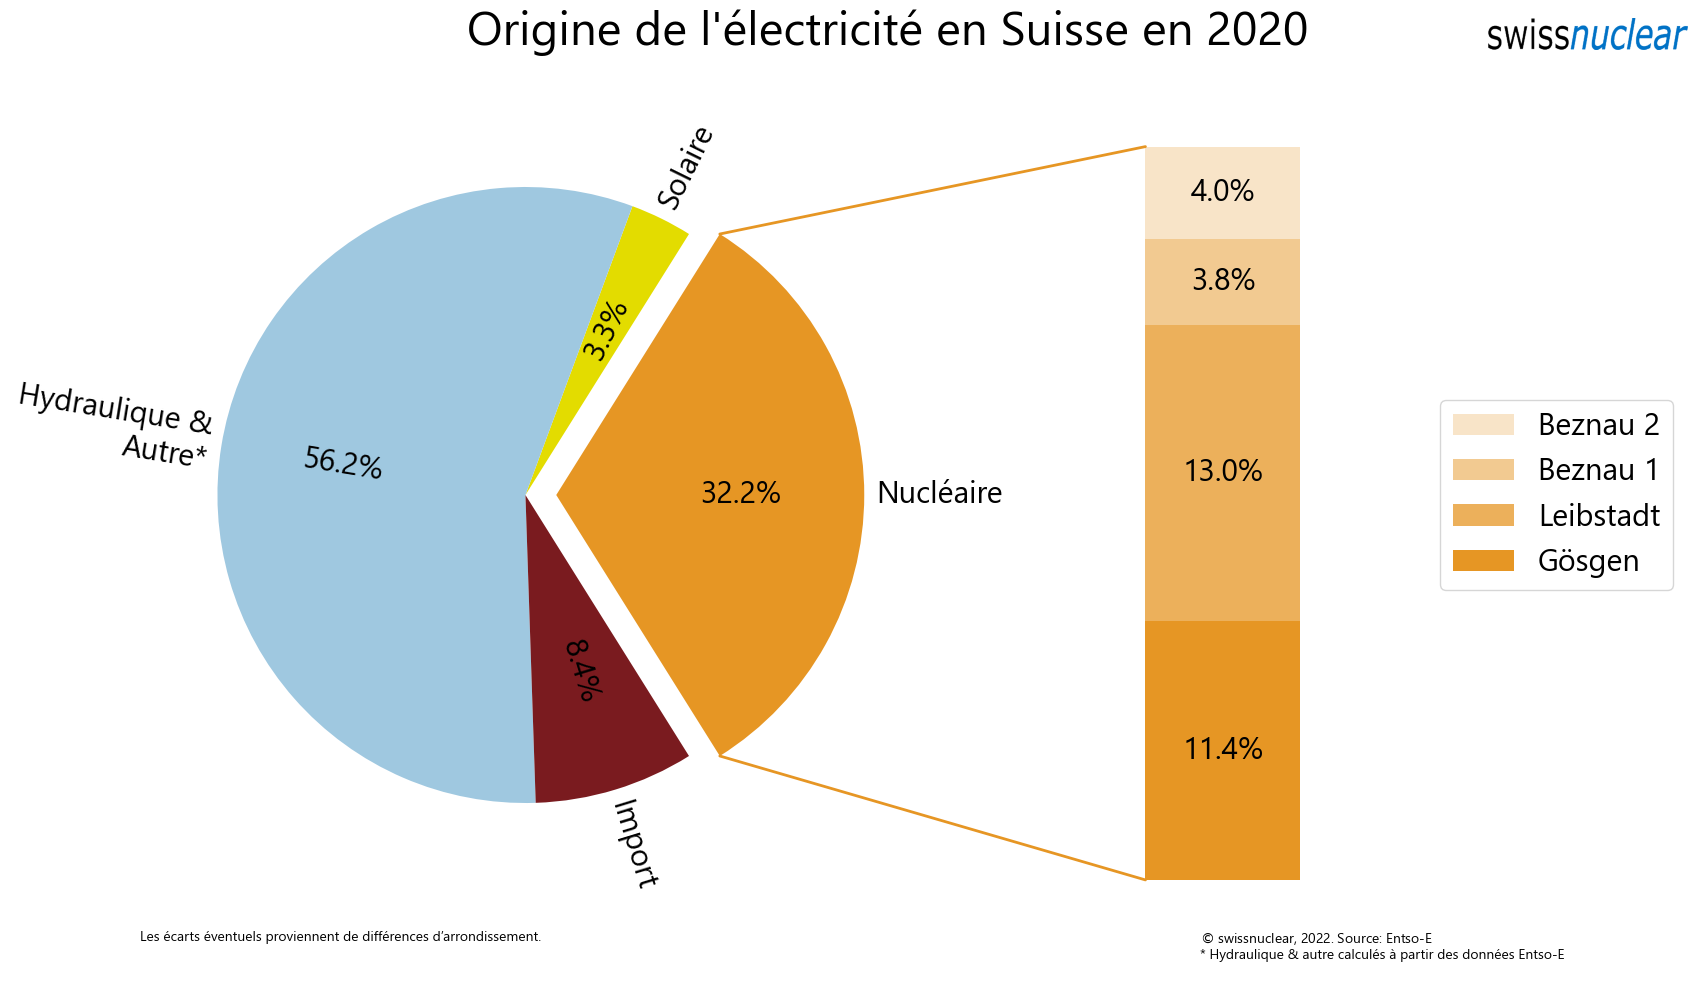 Origine de l'électricité en Suisse en 2020
swissnuclear
Solaire
3.3%
Hydraulique &
Autre*
56.2%
32.2%
Nucléaire
8.4%
Import
4.0%
3.8%
13.0%
11.4%
Beznau 2
Beznau 1
Leibstadt
Gösgen
Les écarts éventuels proviennent de différences d’arrondissement.
© swissnuclear, 2022. Source: Entso-E
* Hydraulique & autre calculés à partir des données Entso-E